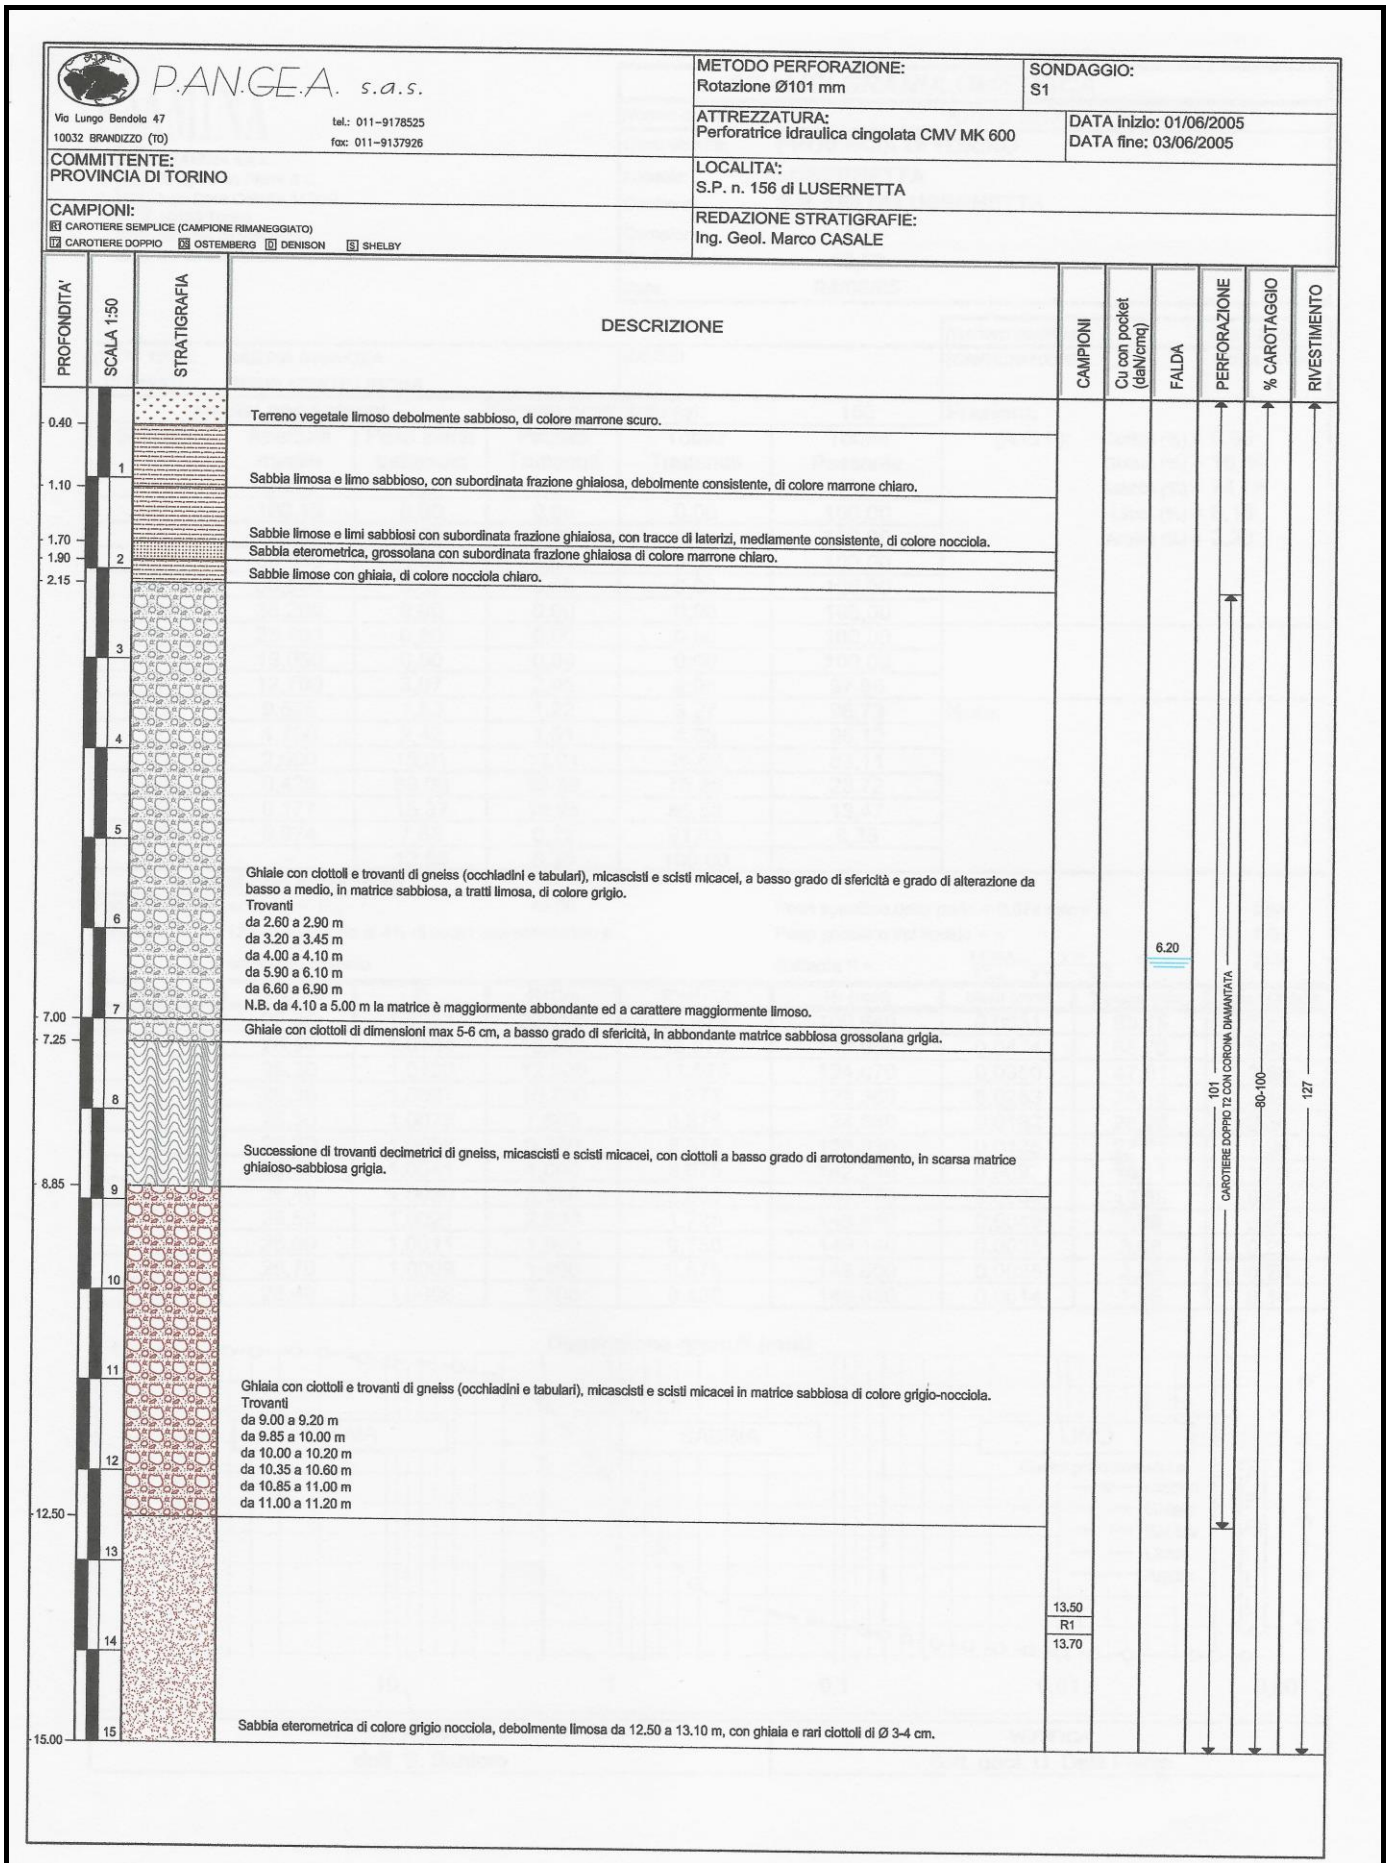 P.A.N.G.E.A. s.a.s.
Via Lungo Bendola 47
tel.: 011-9178525
10032 BRANDIZZO (TO)
fax: 011-9137926
METODO PERFORAZIONE:
Rotazione Ø101 mm
SONDAGGIO:
S1
ATTREZZATURA:
Perforatrice idraulica cingolata CMV MK 600
DATA inizio: 01/06/2005
DATA fine: 03/06/2005
COMMITTENTE:
PROVINCIA DI TORINO
LOCALITA':
S.P. n. 156 di LUSERNETTA
CAMPIONI:
R1 CAROTIERE SEMPLICE (CAMPIONE RIMANEGGIATO)
T2 CAROTIERE DOPPIO OS OSTEMBERG D DENISON S SHELBY
REDAZIONE STRATIGRAFIE:
Ing. Geol. Marco CASALE
PROFONDITA'
SCALA 1:50
STRATIGRAFIA
DESCRIZIONE
CAMPIONI
Cu con pocket
(daN/cmq)
FALDA
PERFORAZIONE
% CAROTAGGIO
RIVESTIMENTO
0.40
Terreno vegetale limoso debolmente sabbioso, di colore marrone scuro.
1
1.10
Sabbia limosa e limo sabbioso, con subordinata frazione ghiaiosa, debolmente consistente, di colore marrone chiaro.
1.70
Sabbie limose e limi sabbiosi con subordinata frazione ghiaiosa, con tracce di laterizi, mediamente consistente, di colore nocciola.
1.90
2
Sabbia eterometrica, grossolana con subordinata frazione ghiaiosa di colore marrone chiaro.
2.15
Sabbie limose con ghiaia, di colore nocciola chiaro.
3
4
5
Ghiaie con ciottoli e trovanti di gneiss (occhiadini e tabulari), micascisti e scisti micacei, a basso grado di sfericità e grado di alterazione da
basso a medio, in matrice sabbiosa, a tratti limosa, di colore grigio.
Trovanti
6
da 2.60 a 2.90 m
da 3.20 a 3.45 m
da 4.00 a 4.10 m
da 5.90 a 6.10 m
da 6.60 a 6.90 m
6.20
7
N.B. da 4.10 a 5.00 m la matrice è maggiormente abbondante ed a carattere maggiormente limoso.
7.00
7.25
Ghiaie con ciottoli di dimensioni max 5-6 cm, a basso grado di sfericità, in abbondante matrice sabbiosa grossolana grigia.
8
101
CAROTIERE DOPPIO T2 CON CORONA DIAMANTATA
80-100
127
Successione di trovanti decimetrici di gneiss, micascisti e scisti micacei, con ciottoli a basso grado di arrotondamento, in scarsa matrice
ghiaioso-sabbiosa grigia.
8.85
9
10
11
Ghiaia con ciottoli e trovanti di gneiss (occhiadini e tabulari), micascisti e scisti micacei in matrice sabbiosa di colore grigio-nocciola.
Trovanti
da 9.00 a 9.20 m
da 9.85 a 10.00 m
da 10.00 a 10.20 m
12
da 10.35 a 10.60 m
da 10.85 a 11.00 m
da 11.00 a 11.20 m
12.50
13
13.50
R1
13.70
14
15
15.00
Sabbia eterometrica di colore grigio nocciola, debolmente limosa da 12.50 a 13.10 m, con ghiaia e rari ciottoli di Ø 3-4 cm.